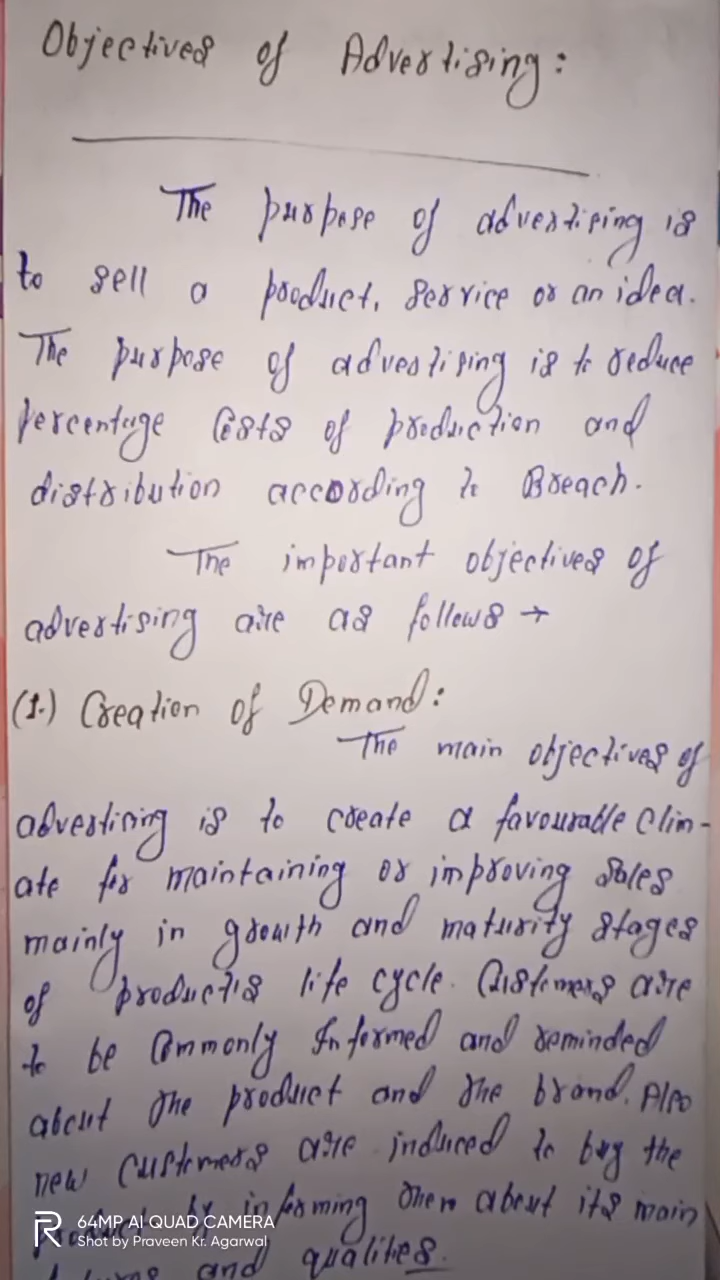 Objectives of Advertising:
The purpose of advertising is
to sell a product, service or an idea.
The purpose of advertising is to reduce
percentage Costs of production and
distribution according to Breach.
The important objectives of
advertising are as follows →
(1.) Creation of Demand:
The main objectives of
advertising is to create a favourable clim-
ate for maintaining or improving Sales
mainly in growth and maturity stages
of product's life cycle. Customers are
to be Commonly Informed and reminded
about the product and the brand. Also
new Customers are induced to buy the
by informing them about its main
and qualities.
64MP AI QUAD CAMERA
Shot by Praveen Kr. Agarwal